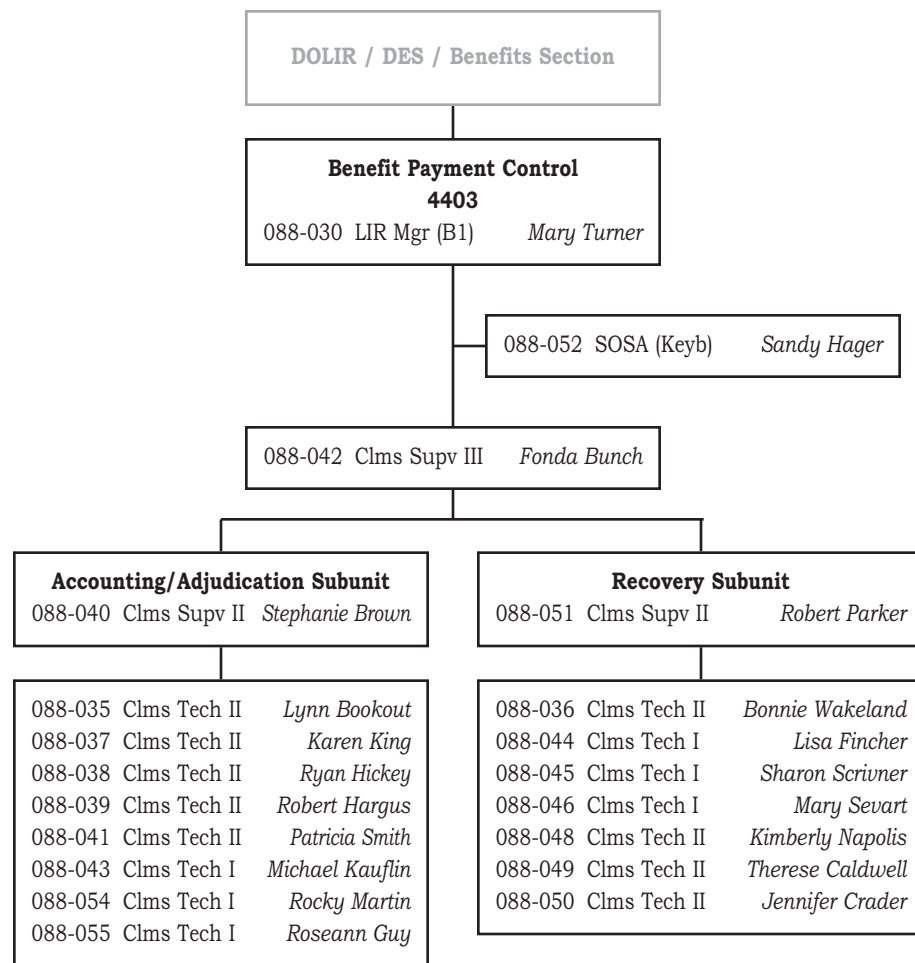 DOLIR / DES / Benefits Section
Benefit Payment Control
4403
088-030 LIR Mgr (B1) Mary Turner
088-052 SOSA (Keyb) Sandy Hager
088-042 Clms Supv III Fonda Bunch
Accounting/Adjudication Subunit
088-040 Clms Supv II Stephanie Brown
088-035 Clms Tech II Lynn Bookout
088-037 Clms Tech II Karen King
088-038 Clms Tech II Ryan Hickey
088-039 Clms Tech II Robert Hargus
088-041 Clms Tech II Patricia Smith
088-043 Clms Tech I Michael Kauflin
088-054 Clms Tech I Rocky Martin
088-055 Clms Tech I Roseann Guy
Recovery Subunit
088-051 Clms Supv II Robert Parker
088-036 Clms Tech II Bonnie Wakeland
088-044 Clms Tech I Lisa Fincher
088-045 Clms Tech I Sharon Scrivner
088-046 Clms Tech I Mary Sevart
088-048 Clms Tech II Kimberly Napolis
088-049 Clms Tech II Therese Caldwell
088-050 Clms Tech II Jennifer Crader